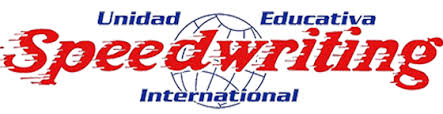 Unidad Educativa
Speedwriting
International